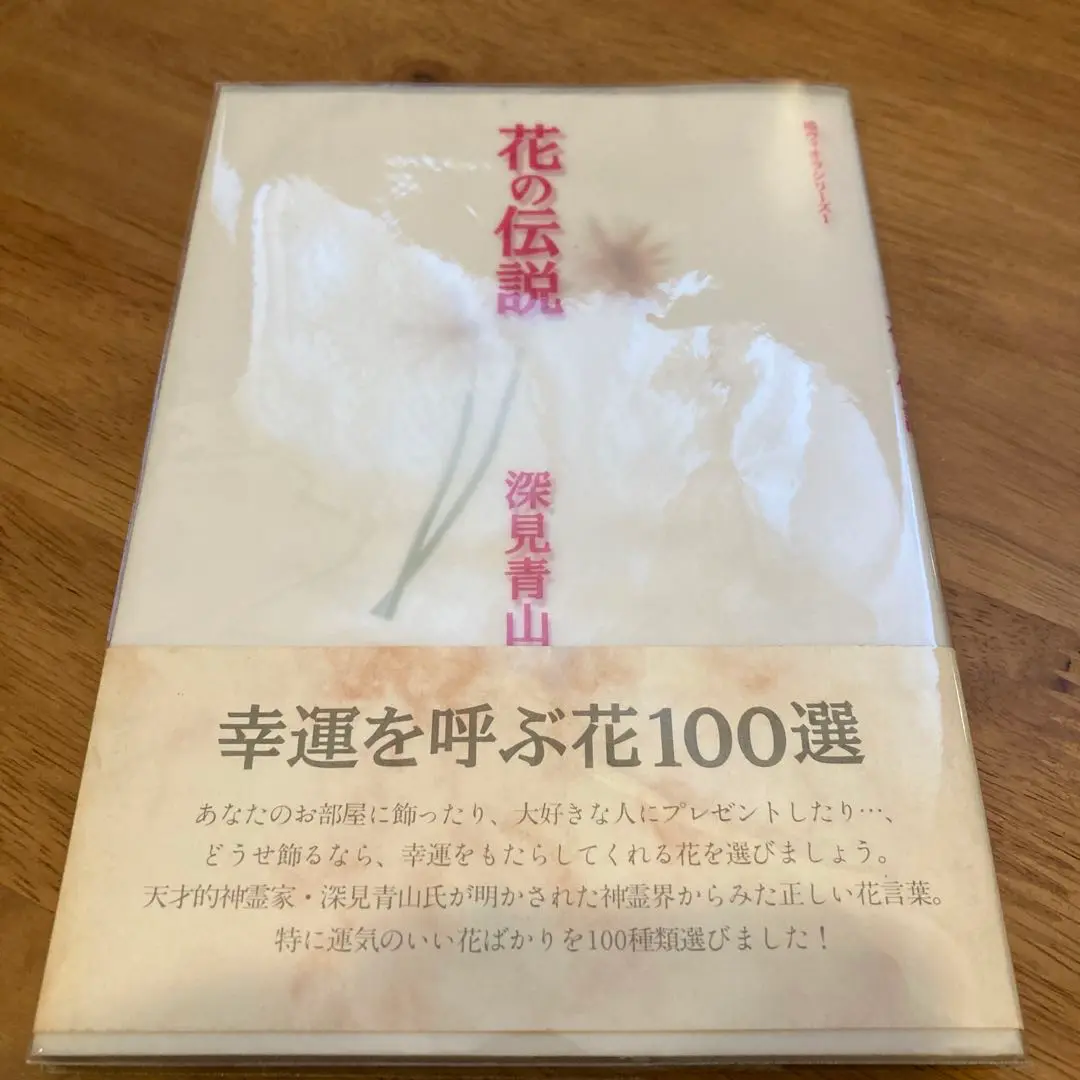 花の伝説
深見青山
幸運を呼ぶ花100選
あなたのお部屋に飾ったり、大好きな人にプレゼントしたり…、
どうせ飾るなら、幸運をもたらしてくれる花を選びましょう。
天才的神霊家・深見青山氏が明かされた神霊界からみた正しい花言葉。
特に運気のいい花ばかりを100種類選びました！